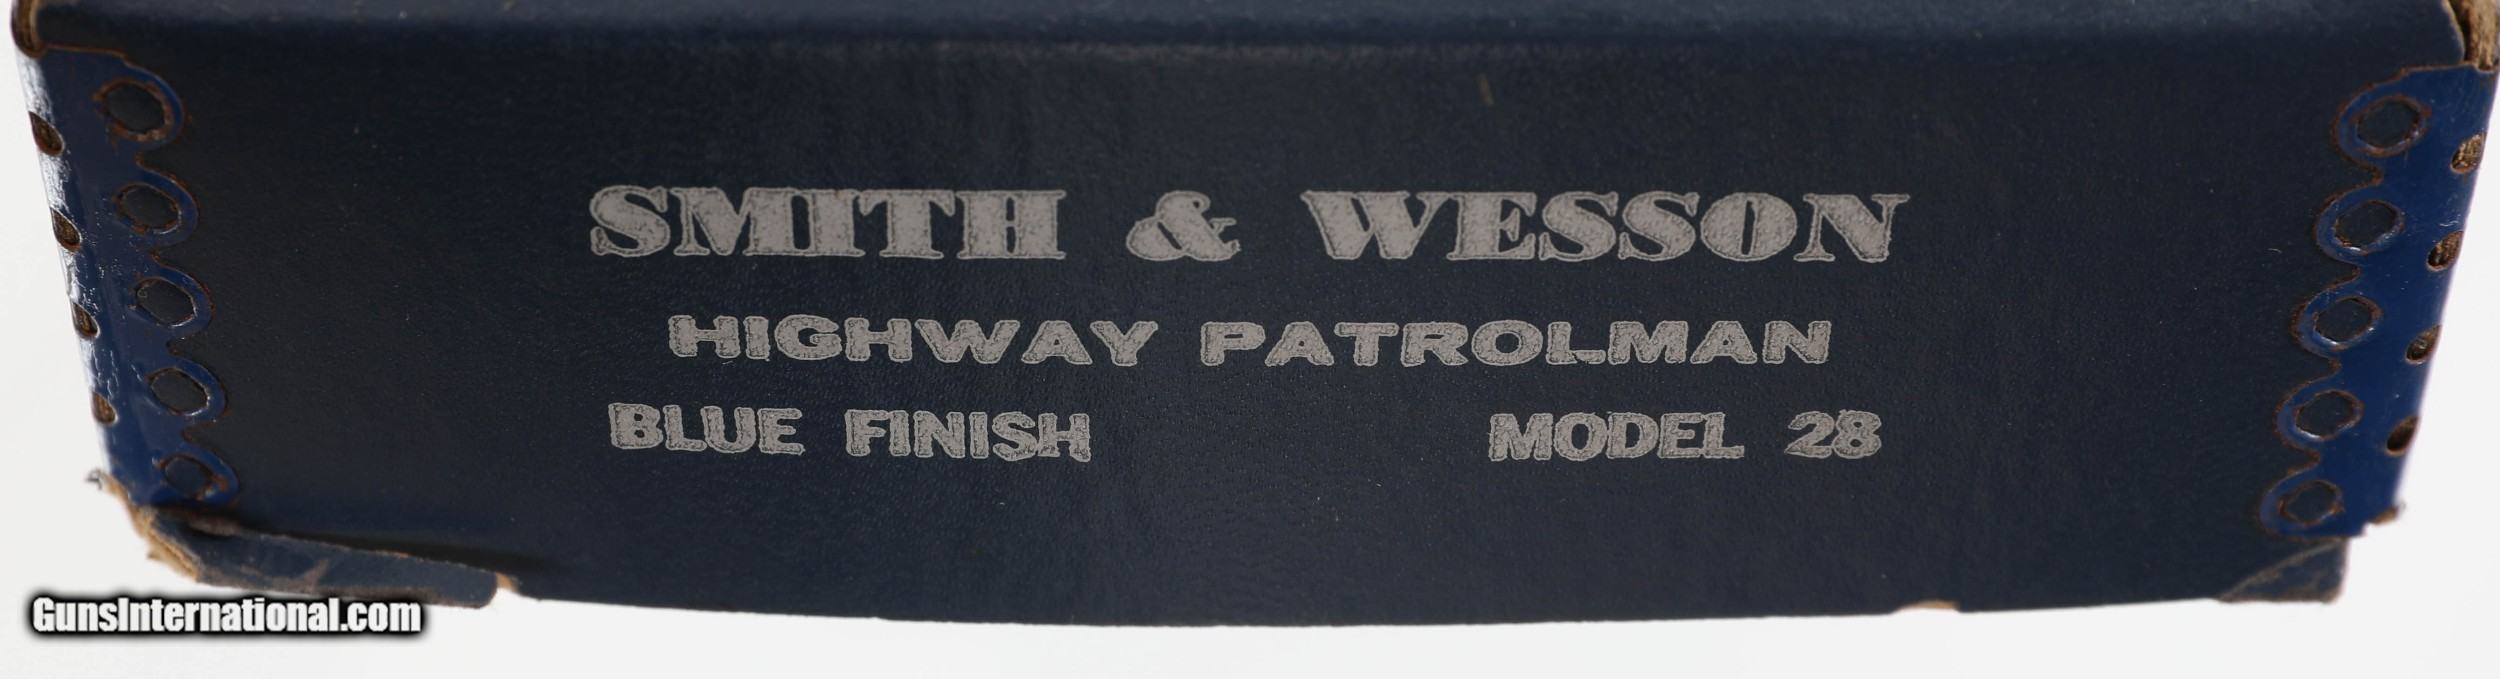 SMITH & WESSON
HIGHWAY PATROLMAN
BLUE FINISH MODEL 28
GunsInternational.com